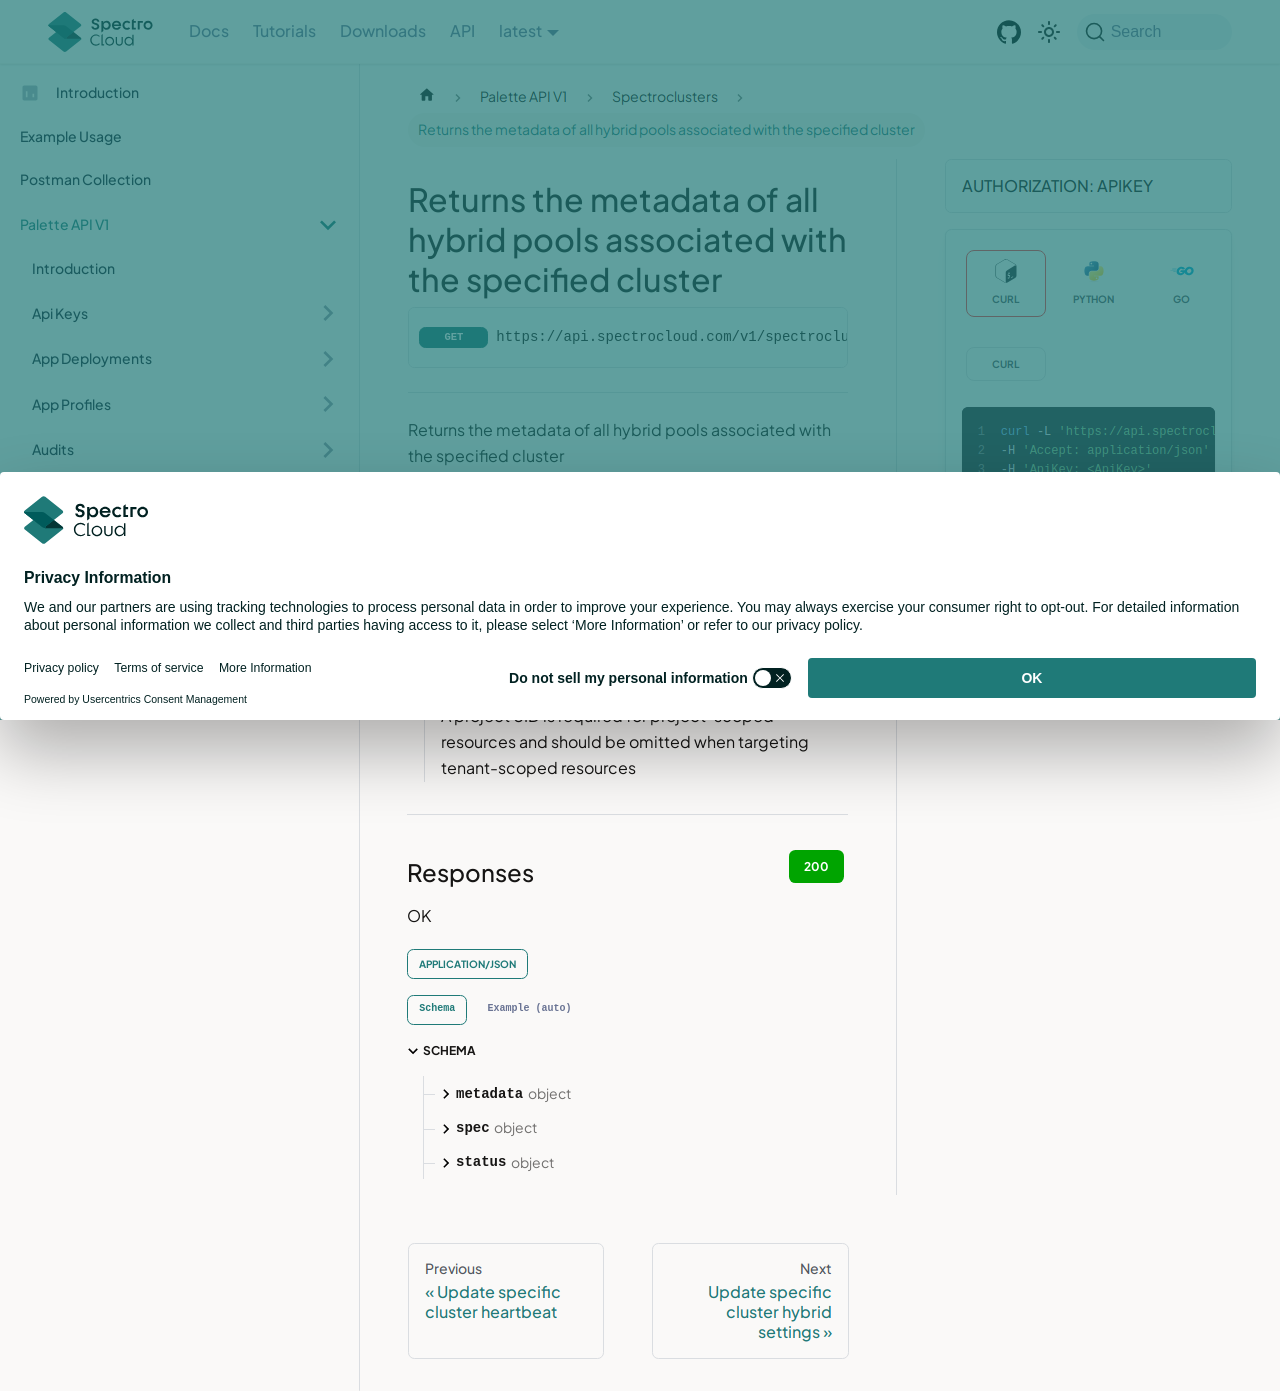 Spectro
Cloud
Docs
Tutorials
Downloads
API
latest
Search
Introduction
Example Usage
Postman Collection
Palette API V1
Introduction
Api Keys
App Deployments
App Profiles
Audits
Palette API V1
Spectroclusters
Returns the metadata of all hybrid pools associated with the specified cluster
Returns the metadata of all
hybrid pools associated with
the specified cluster
GET
https://api.spectrocloud.com/v1/spectroclu
Returns the metadata of all hybrid pools associated with
the specified cluster
AUTHORIZATION: APIKEY
CURL
PYTHON
GO
CURL
1 curl -L 'https://api.spectrocl
2 -H 'Accept: application/json'
3 -H 'ApiKey: <ApiKey>'
Spectro
Cloud
Privacy Information
We and our partners are using tracking technologies to process personal data in order to improve your experience. You may always exercise your consumer right to opt-out. For detailed information
about personal information we collect and third parties having access to it, please select ‘More Information’ or refer to our privacy policy.
Privacy policy
Terms of service
More Information
Powered by Usercentrics Consent Management
Do not sell my personal information
OK
A project UID is required for project-scoped
resources and should be omitted when targeting
tenant-scoped resources
Responses
200
OK
APPLICATION/JSON
Schema
Example (auto)
SCHEMA
metadata object
spec object
status object
Previous
« Update specific
cluster heartbeat
Next
Update specific
cluster hybrid
settings »